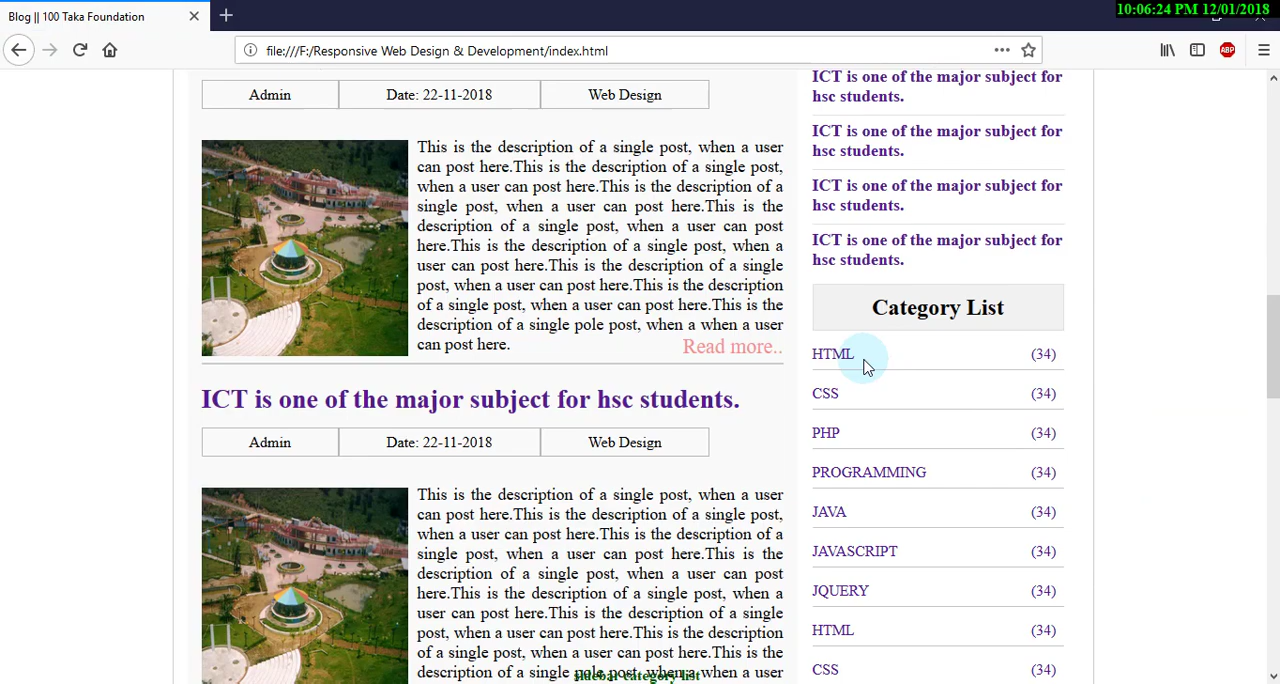 Blog || 100 Taka Foundation
10:06:24 PM 12/01/2018
file:///F:/Responsive Web Design & Development/index.html
ABP
Admin
Date: 22-11-2018
Web Design
This is the description of a single post, when a user
can post here.This is the description of a single post,
when a user can post here.This is the description of a
single post, when a user can post here.This is the
description of a single post, when a user can post
here.This is the description of a single post, when a
user can post here.This is the description of a single
post, when a user can post here.This is the description
of a single post, when a user can post here.This is the
description of a single pole post, when a when a user
can post here.
Read more..
ICT is one of the major subject for hsc students.
Admin
Date: 22-11-2018
Web Design
This is the description of a single post, when a user
can post here.This is the description of a single post,
when a user can post here.This is the description of a
single post, when a user can post here.This is the
description of a single post, when a user can post
here.This is the description of a single post, when a
user can post here.This is the description of a single
post, when a user can post here.This is the description
of a single post, when a user can post here.This is the
description of a single pole post, when a when a user
ICT is one of the major subject for
hsc students.
ICT is one of the major subject for
hsc students.
ICT is one of the major subject for
hsc students.
ICT is one of the major subject for
hsc students.
Category List
HTML (34)
CSS (34)
PHP (34)
PROGRAMMING (34)
JAVA (34)
JAVASCRIPT (34)
JQUERY (34)
HTML (34)
CSS (34)
sidebar category list